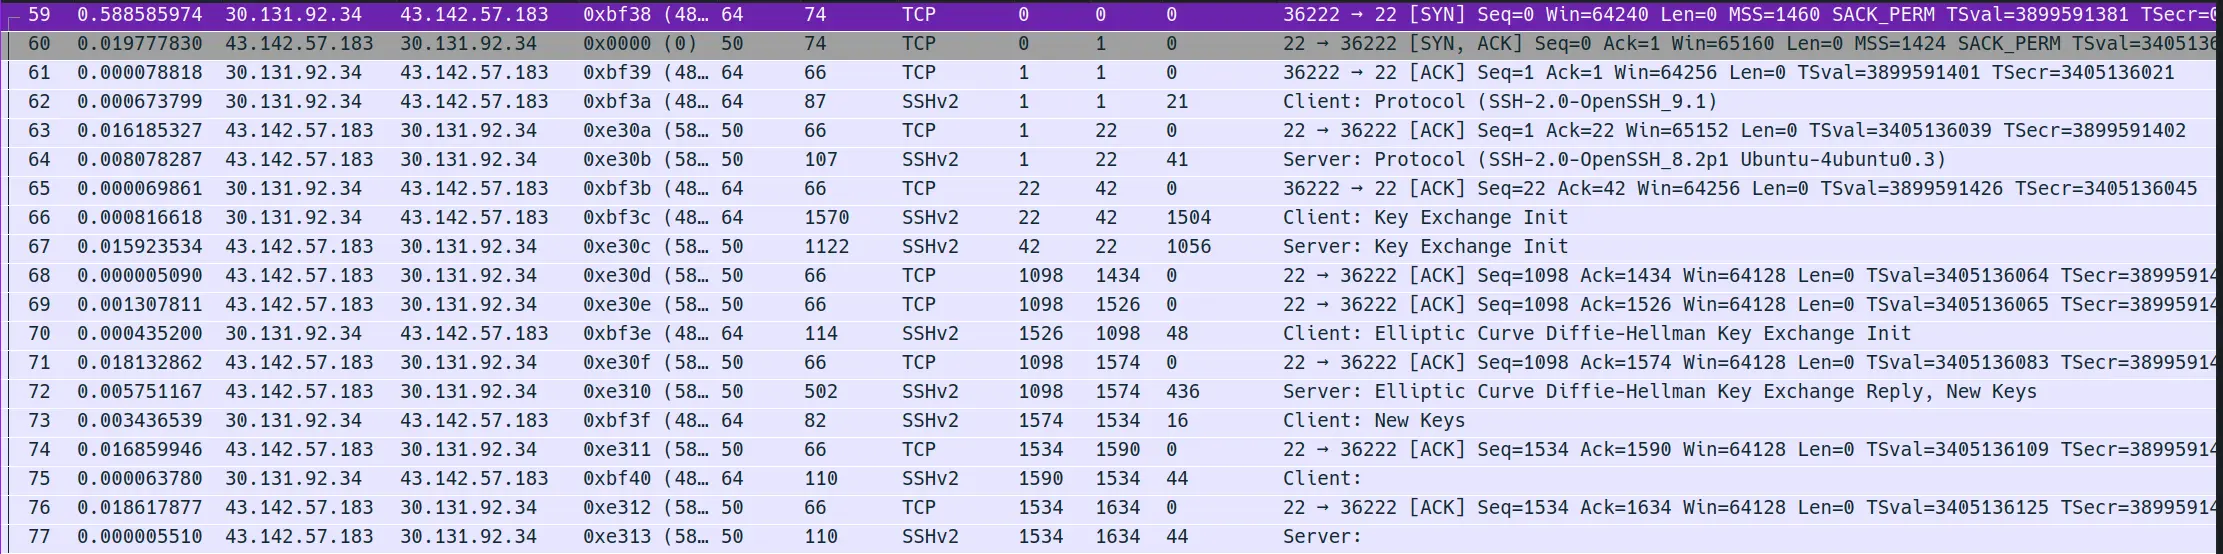 59 0.588585974 30.131.92.34 43.142.57.183 0xbf38 (48… 64 74 TCP 0 0 0 36222 → 22 [SYN] Seq=0 Win=64240 Len=0 MSS=1460 SACK_PERM TSval=3899591381 TSecr=0
60 0.019777830 43.142.57.183 30.131.92.34 0x0000 (0) 50 74 TCP 0 1 0 22 → 36222 [SYN, ACK] Seq=0 Ack=1 Win=65160 Len=0 MSS=1424 SACK_PERM TSval=3405136
61 0.000078818 30.131.92.34 43.142.57.183 0xbf39 (48… 64 66 TCP 1 1 0 36222 → 22 [ACK] Seq=1 Ack=1 Win=64256 Len=0 TSval=3899591401 TSecr=3405136021
62 0.000673799 30.131.92.34 43.142.57.183 0xbf3a (48… 64 87 SSHv2 1 1 21 Client: Protocol (SSH-2.0-OpenSSH_9.1)
63 0.016185327 43.142.57.183 30.131.92.34 0xe30a (58… 50 66 TCP 1 22 0 22 → 36222 [ACK] Seq=1 Ack=22 Win=65152 Len=0 TSval=3405136039 TSecr=3899591402
64 0.008078287 43.142.57.183 30.131.92.34 0xe30b (58… 50 107 SSHv2 1 22 41 Server: Protocol (SSH-2.0-OpenSSH_8.2p1 Ubuntu-4ubuntu0.3)
65 0.000069861 30.131.92.34 43.142.57.183 0xbf3b (48… 64 66 TCP 22 42 0 36222 → 22 [ACK] Seq=22 Ack=42 Win=64256 Len=0 TSval=3899591426 TSecr=3405136045
66 0.000816618 30.131.92.34 43.142.57.183 0xbf3c (48… 64 1570 SSHv2 22 42 1504 Client: Key Exchange Init
67 0.015923534 43.142.57.183 30.131.92.34 0xe30c (58… 50 1122 SSHv2 42 22 1056 Server: Key Exchange Init
68 0.000005090 43.142.57.183 30.131.92.34 0xe30d (58… 50 66 TCP 1098 1434 0 22 → 36222 [ACK] Seq=1098 Ack=1434 Win=64128 Len=0 TSval=3405136064 TSecr=38995914
69 0.001307811 43.142.57.183 30.131.92.34 0xe30e (58… 50 66 TCP 1098 1526 0 22 → 36222 [ACK] Seq=1098 Ack=1526 Win=64128 Len=0 TSval=3405136065 TSecr=38995914
70 0.000435200 30.131.92.34 43.142.57.183 0xbf3e (48… 64 114 SSHv2 1526 1098 48 Client: Elliptic Curve Diffie-Hellman Key Exchange Init
71 0.018132862 43.142.57.183 30.131.92.34 0xe30f (58… 50 66 TCP 1098 1574 0 22 → 36222 [ACK] Seq=1098 Ack=1574 Win=64128 Len=0 TSval=3405136083 TSecr=38995914
72 0.005751167 43.142.57.183 30.131.92.34 0xe310 (58… 50 502 SSHv2 1098 1574 436 Server: Elliptic Curve Diffie-Hellman Key Exchange Reply, New Keys
73 0.003436539 30.131.92.34 43.142.57.183 0xbf3f (48… 64 82 SSHv2 1574 1534 16 Client: New Keys
74 0.016859946 43.142.57.183 30.131.92.34 0xe311 (58… 50 66 TCP 1534 1590 0 22 → 36222 [ACK] Seq=1534 Ack=1590 Win=64128 Len=0 TSval=3405136109 TSecr=38995914
75 0.000063780 30.131.92.34 43.142.57.183 0xbf40 (48… 64 110 SSHv2 1590 1534 44 Client:
76 0.018617877 43.142.57.183 30.131.92.34 0xe312 (58… 50 66 TCP 1534 1634 0 22 → 36222 [ACK] Seq=1534 Ack=1634 Win=64128 Len=0 TSval=3405136125 TSecr=38995914
77 0.000005510 43.142.57.183 30.131.92.34 0xe313 (58… 50 110 SSHv2 1534 1634 44 Server: